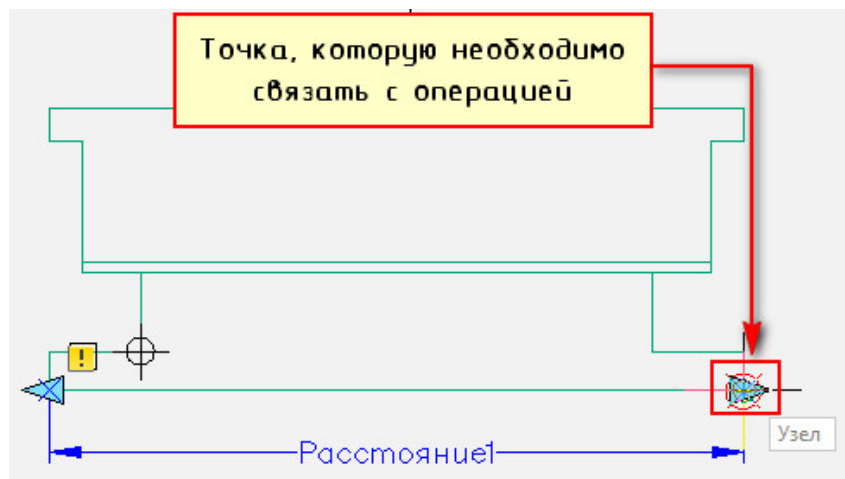 Точка, которую необходимо
связать с операцией
!
Узел
Расстояние1